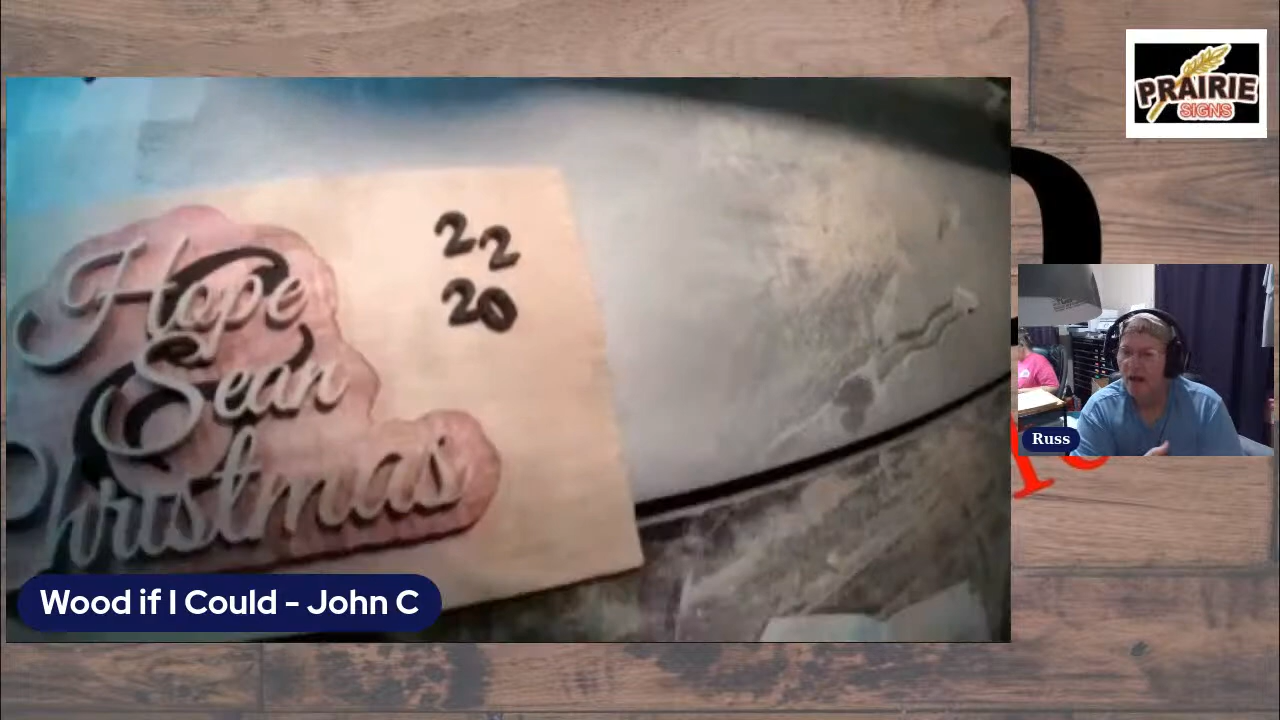 PRAIRIE
SIGNS
Hope
Sean
Christmas
22
20
Russ
Wood if I Could - John C